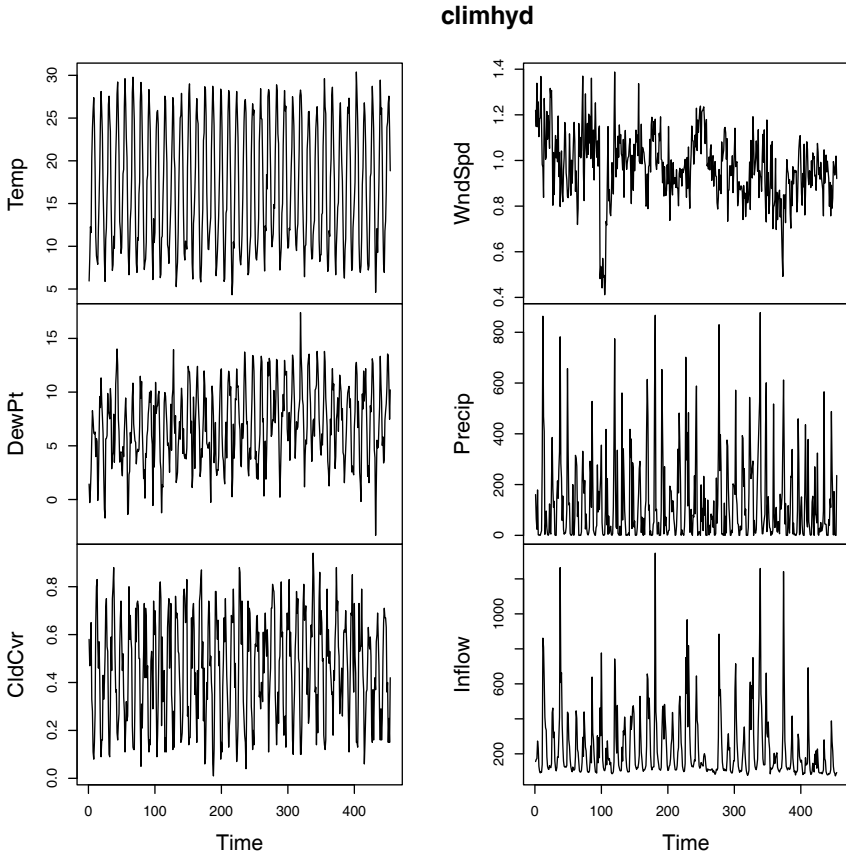 climhyd
Temp
5 10 15 20 25 30
DewPt
0 5 10 15
CldCvr
0.0 0.2 0.4 0.6 0.8
0 100 200 300 400
Time
WndSpd
0.4 0.6 0.8 1.0 1.2 1.4
Precip
0 200 400 600 800
Inflow
200 600 1000
0 100 200 300 400
Time